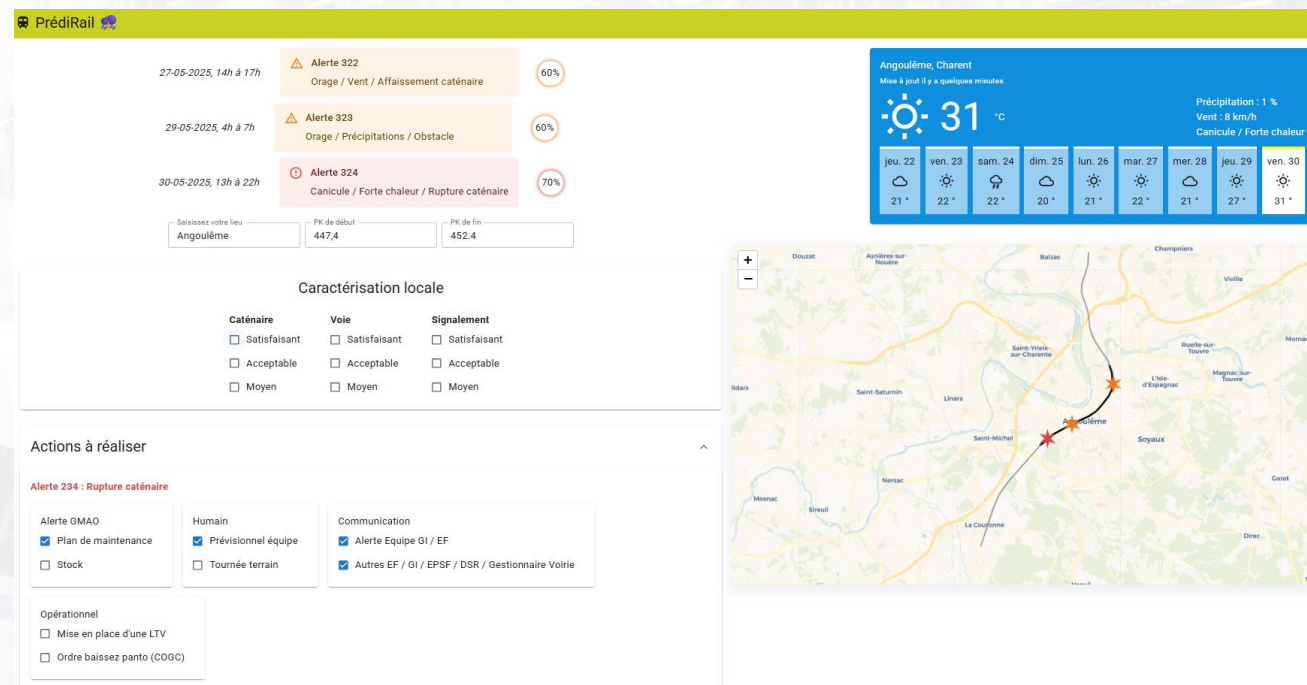 PrédiRail
27-05-2025, 14h à 17h
Alerte 322
Orage / Vent / Affaissement caténaire
60%
29-05-2025, 4h à 7h
Alerte 323
Orage / Précipitations / Obstacle
60%
30-05-2025, 13h à 22h
Alerte 324
Canicule / Forte chaleur / Rupture caténaire
70%
Saisissez votre lieu
Angoulême
PK de début
447,4
PK de fin
452.4
Caractérisation locale
Caténaire Voie Signalement
Satisfaisant Satisfaisant Satisfaisant
Acceptable Acceptable Acceptable
Moyen Moyen Moyen
Actions à réaliser
Alerte 234 : Rupture caténaire
Alerte GMAO
Plan de maintenance
Stock
Humain
Prévisionnel équipe
Tournée terrain
Communication
Alerte Equipe GI / EF
Autres EF / GI / EPSF / DSR / Gestionnaire Voirie
Opérationnel
Mise en place d'une LTV
Ordre baissez panto (COGC)
Angoulême, Charent
Mise à jout il y a quelques minutes
31 °C
Précipitation : 1 %
Vent : 8 km/h
Canicule / Forte chaleur
jeu. 22 ven. 23 sam. 24 dim. 25 lun. 26 mar. 27 mer. 28 jeu. 29 ven. 30
21 ° 22 ° 22 ° 20 ° 21 ° 22 ° 21 ° 27 ° 31 °
+
−
Douzat
Asnières-sur-
Nouère
Balzac
Champniers
Viville
Saint-Yrieix-
sur-Charente
Ruelle-sur-
Touvre
L'Isle-
d'Espagnac
Magnac-sur-
Touvre
Saint-Saturnin
Linars
Saint-Michel
Soyaux
Nersac
Garat
Mosnac
Sireuil
La Couronne
Dirac